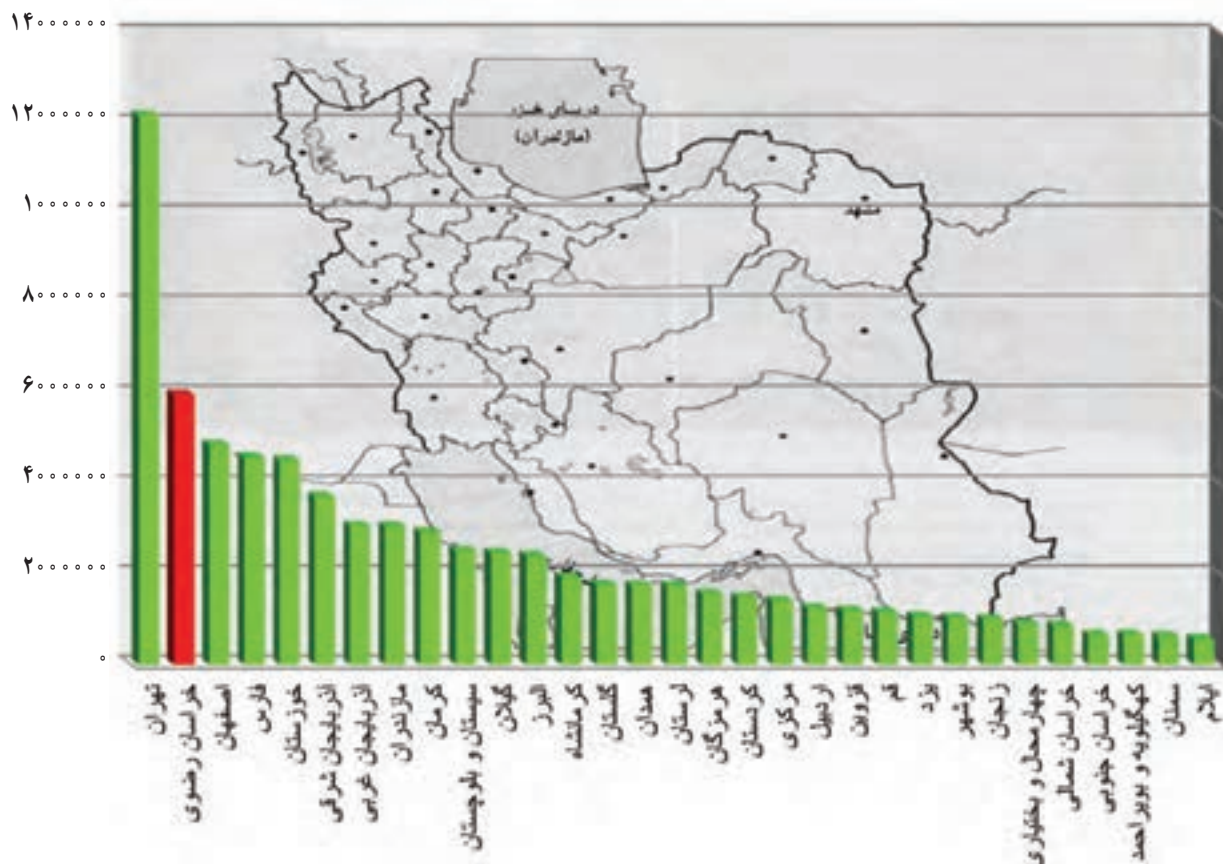 ۱۴۰۰۰۰۰۰
۱۲۰۰۰۰۰۰
۱۰۰۰۰۰۰۰
۸۰۰۰۰۰۰
۶۰۰۰۰۰۰
۴۰۰۰۰۰۰
۲۰۰۰۰۰۰
۰
دریای خزر
(مازندران)
مشهد
تهران
خراسان رضوی
اصفهان
فارس
خوزستان
آذربایجان شرقی
آذربایجان غربی
مازندران
کرمان
سیستان و بلوچستان
گیلان
البرز
کرمانشاه
گلستان
همدان
لرستان
هرمزگان
کردستان
مرکزی
اردبیل
قزوین
قم
یزد
بوشهر
زنجان
چهارمحال و بختیاری
خراسان شمالی
خراسان جنوبی
کهگیلویه و بویراحمد
سمنان
ایلام